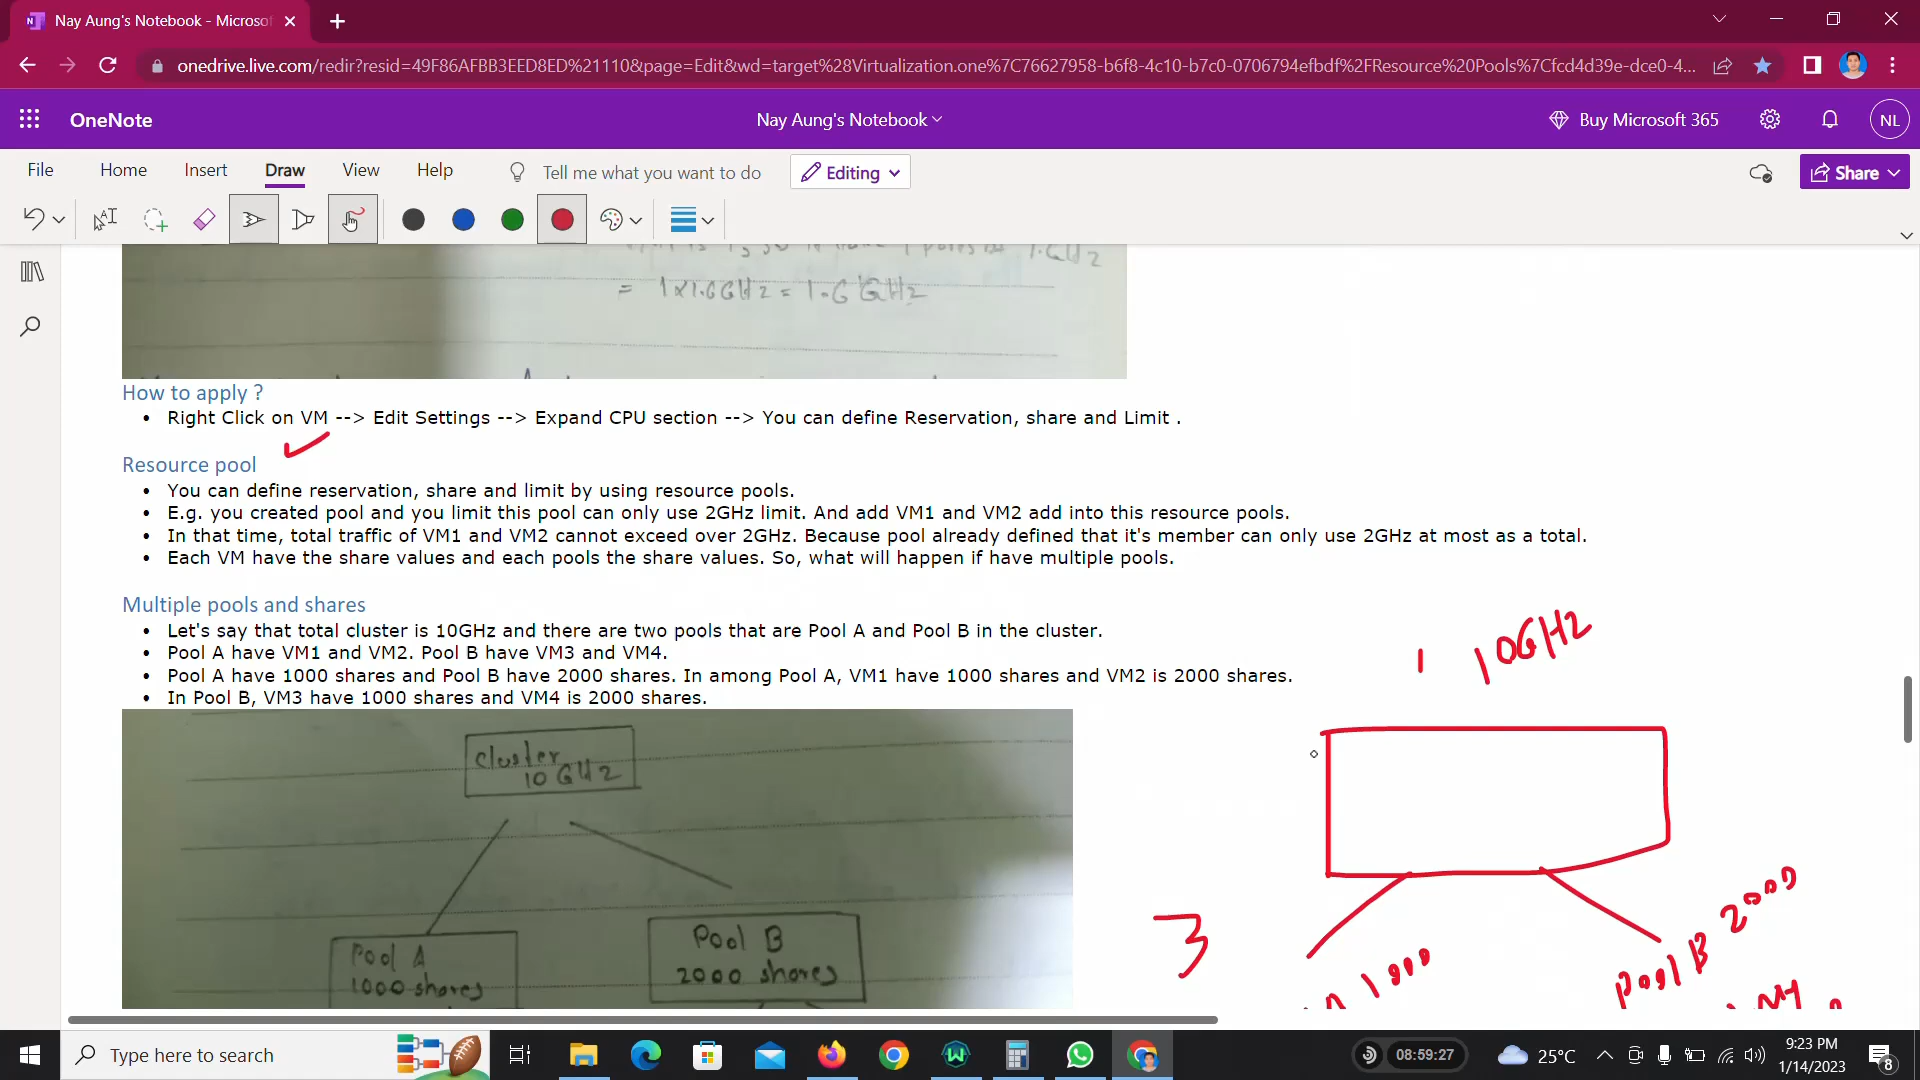 Nay Aung's Notebook - Microsof
onedrive.live.com/redir?resid=49F86AFBB3EED8ED%21110&page=Edit&wd=target%28Virtualization.one%7C76627958-b6f8-4c10-b7c0-0706794efbdf%2FResource%20Pools%7Cfcd4d39e-dce0-4...
OneNote
Nay Aung's Notebook
Buy Microsoft 365
NL
File Home Insert Draw View Help
Tell me what you want to do
Editing
Share
= 1x1.6GHz = 1.6 GHz
How to apply ?
• Right Click on VM --> Edit Settings --> Expand CPU section --> You can define Reservation, share and Limit .
Resource pool
• You can define reservation, share and limit by using resource pools.
• E.g. you created pool and you limit this pool can only use 2GHz limit. And add VM1 and VM2 add into this resource pools.
• In that time, total traffic of VM1 and VM2 cannot exceed over 2GHz. Because pool already defined that it's member can only use 2GHz at most as a total.
• Each VM have the share values and each pools the share values. So, what will happen if have multiple pools.
Multiple pools and shares
• Let's say that total cluster is 10GHz and there are two pools that are Pool A and Pool B in the cluster.
• Pool A have VM1 and VM2. Pool B have VM3 and VM4.
• Pool A have 1000 shares and Pool B have 2000 shares. In among Pool A, VM1 have 1000 shares and VM2 is 2000 shares.
• In Pool B, VM3 have 1000 shares and VM4 is 2000 shares.
1 10GHz
cluster
10 GHz
Pool A
1000 shares
Pool B
2000 shares
3
1000
Pool B 2000
Type here to search
08:59:27
25°C
9:23 PM
1/14/2023
8